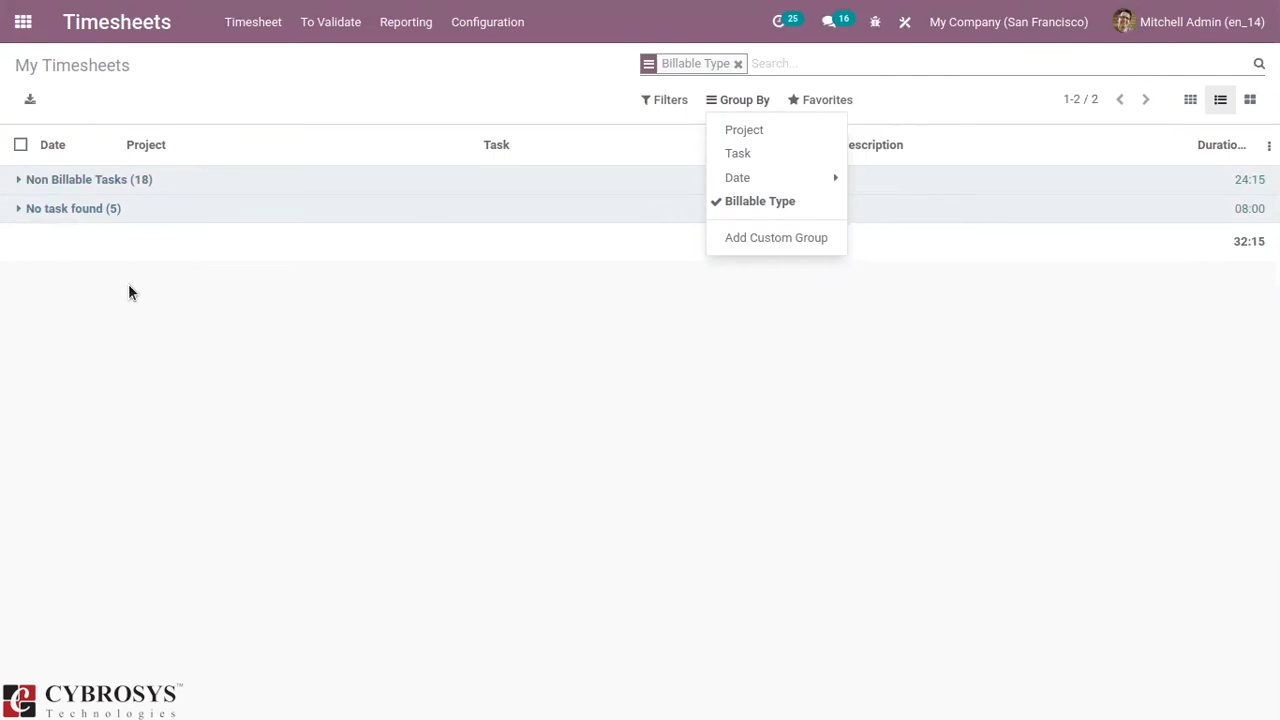 Timesheets Timesheet To Validate Reporting Configuration 25 16 My Company (San Francisco) Mitchell Admin (en_14)
My Timesheets Billable Type Search...
Filters Group By Favorites 1-2 / 2
Date Project Task escription Duratio...
Project
Task
Date
Billable Type
Add Custom Group
Non Billable Tasks (18) 24:15
No task found (5) 08:00
32:15
CYBROSYS™
Technologies